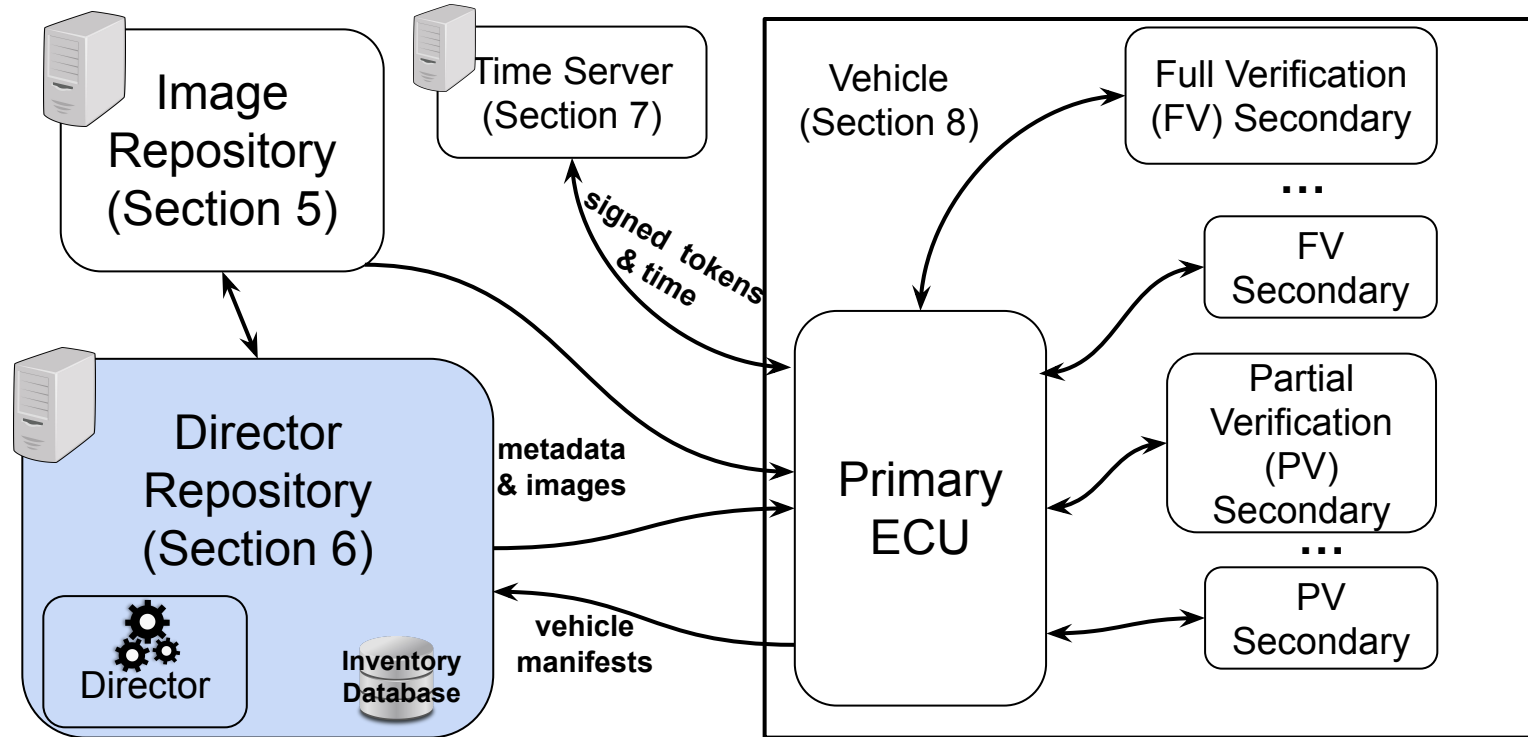 Image
Repository
(Section 5)
Time Server
(Section 7)
signed tokens
& time
Vehicle
(Section 8)
Full Verification
(FV) Secondary
...
FV
Secondary
Partial
Verification
(PV)
Secondary
...
PV
Secondary
Primary
ECU
Director
Repository
(Section 6)
metadata
& images
vehicle
manifests
Director
Inventory
Database